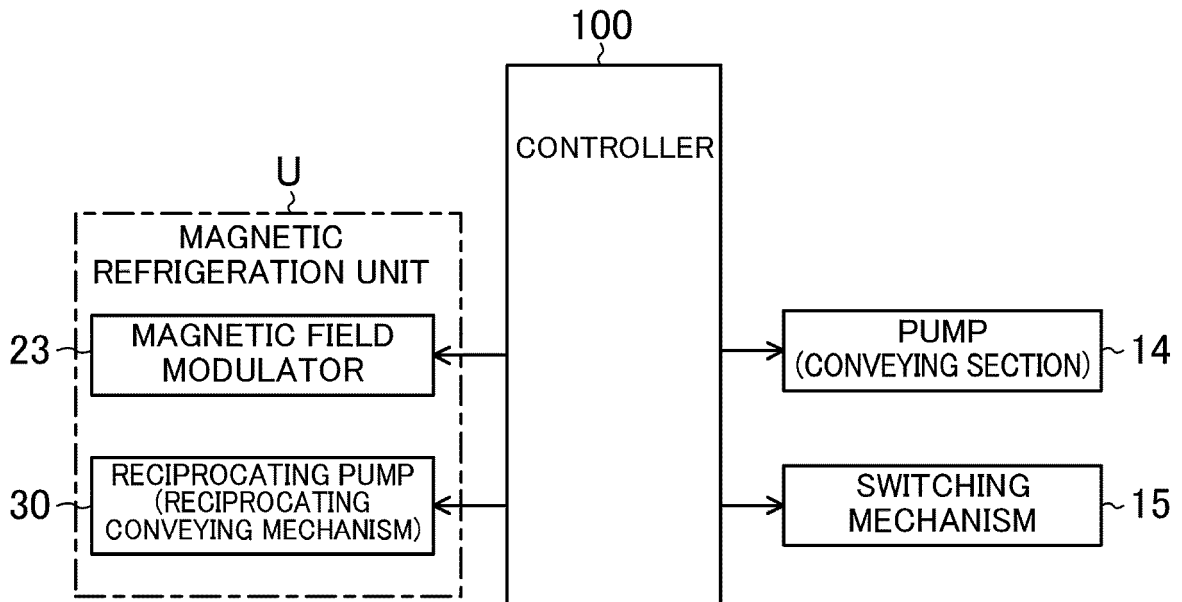 100
CONTROLLER
U
MAGNETIC
REFRIGERATION UNIT
23
MAGNETIC FIELD
MODULATOR
30
RECIPROCATING PUMP
(RECIPROCATING
CONVEYING MECHANISM)
PUMP
(CONVEYING SECTION)
14
SWITCHING
MECHANISM
15